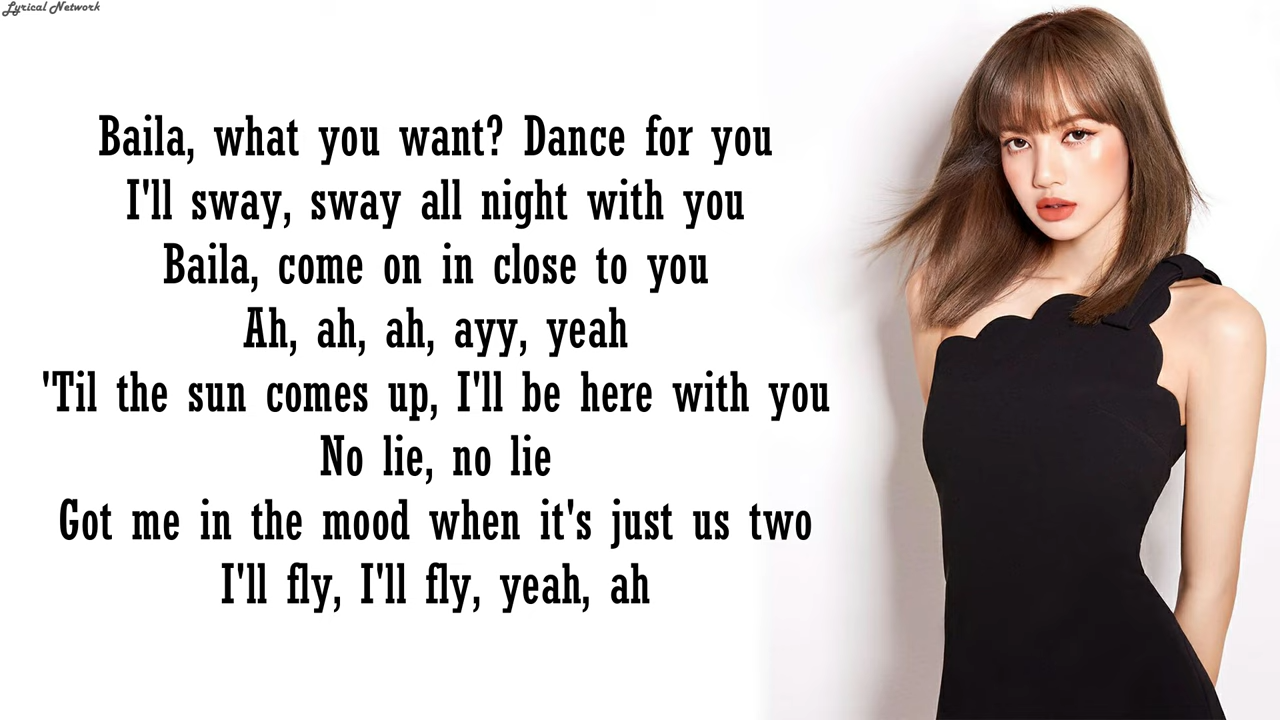 Lyrical Network
Baila, what you want? Dance for you
I'll sway, sway all night with you
Baila, come on in close to you
Ah, ah, ah, ayy, yeah
'Til the sun comes up, I'll be here with you
No lie, no lie
Got me in the mood when it's just us two
I'll fly, I'll fly, yeah, ah